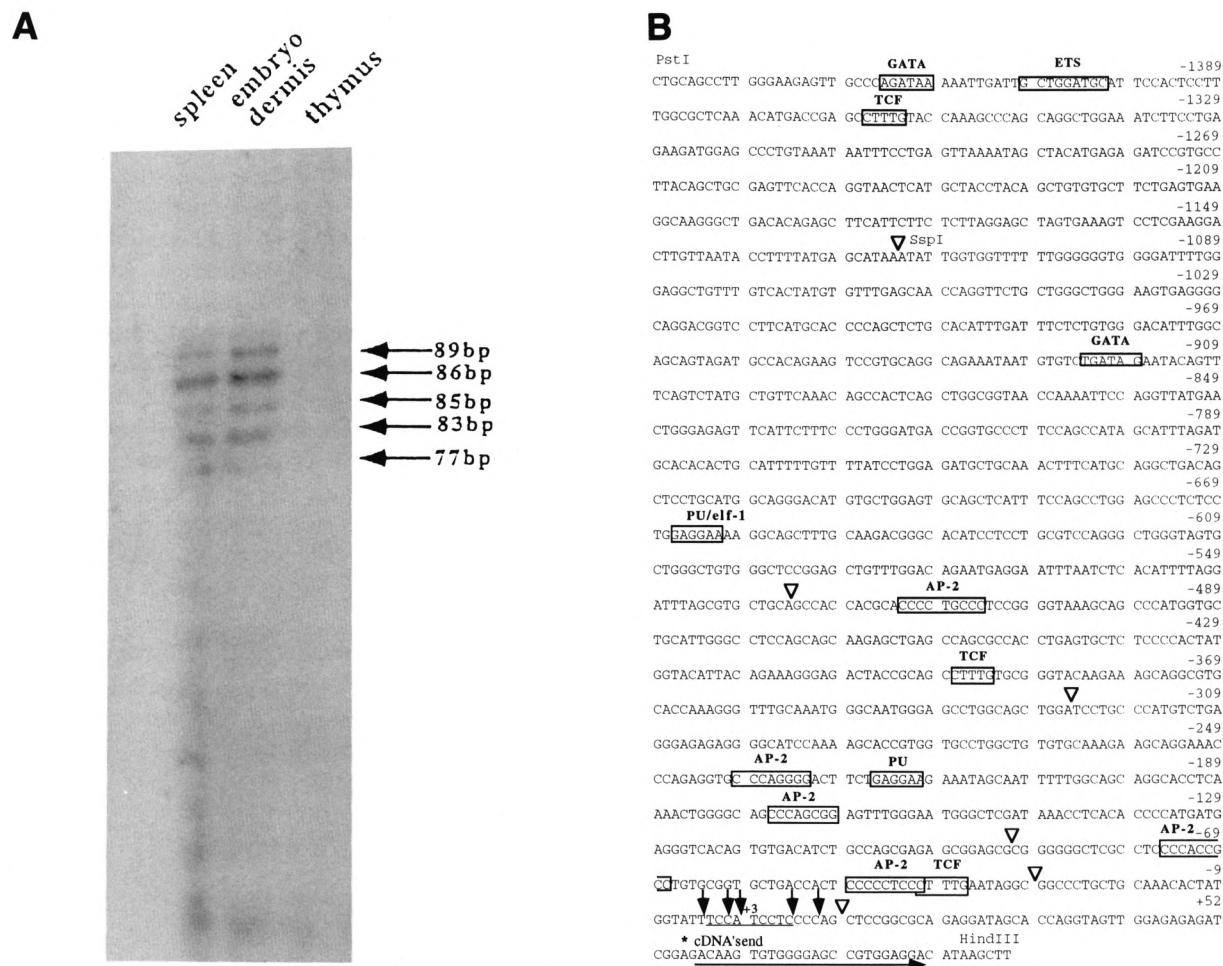 A
spleen
embryo
dermis
thymus
89bp
86bp
85bp
83bp
77bp
B
PstI GATA ETS -1389
CTGCAGCCTT GGGAAGAGTT GCCCAGATAA AAATTGATTG CTGGATGCAT TCCACTCCTT
TCF -1329
TGGCGCTCAA ACATGACCGA GCCTTTGTAC CAAAGCCCAG CAGGCTGGAA ATCTTCCTGA
-1269
GAAGATGGAG CCCTGTAAAT AATTTCCTGA GTTAAAATAG CTACATGAGA GATCCGTGCC
-1209
TTACAGCTGC GAGTTCACCA GGTAACTCAT GCTACCTACA GCTGTGTGCT TCTGAGTGAA
-1149
GGCAAGGGCT GACACAGAGC TTCATTCTTC TCTTAGGAGC TAGTGAAAGT CCTCGAAGGA
SspI -1089
CTTGTTAATA CCTTTTATGAG CATAAATAT TGGTGGTTTTT TTGGGGGGTG GGGATTTTGG
-1029
GAGGCTGTTT GTCACTATGT GTTTGAGCAA CCAGGTTCTG CTGGGCTGGG AAGTGAGGGG
-969
CAGGACGGTC CTTCATGCAC CCCAGCTCTG CACATTTGAT TTCTCTGTGG GACATTTGGC
GATA -909
AGCAGTAGAT GCCACAGAAG TCCGTGCAGG CAGAAATAAT GTGTCTGATA GAATACAGTT
-849
TCAGTCTATG CTGTTCAAAC AGCCACTCAG CTGGCGGTAA CCAAAATTCC AGGTTATGAA
-789
CTGGGAGAGT TCATTCTTTC CCTGGGATGA CCGGTGCCCT TCCAGCCATA GCATTTAGAT
-729
GCACACACTG CATTTTTGTT TTATCCTGGA GATGCTGCAA ACTTTCATGC AGGCTGACAG
-669
CTCCTGCATG GCAGGGACAT GTGCTGGAGT GCAGCTCATT TCCAGCCTGG AGCCCTCTCC
PU/elf-1 -609
TGGAGGAAAA GGCAGCTTTG CAAGACGGGC ACATCCTCCT GCGTCCAGGG CTGGGTAGTG
-549
CTGGGCTGTG GGCTCCGGAG CTGTTTGGAC AGAATGAGGA ATTTAATCTC ACATTTTAGG
AP-2 -489
ATTTAGCGTG CTGCAGCCAC CACGCACCCC TGCCCTCCGG GGTAAAGCAG CCCATGGTGC
-429
TGCATTGGGC CTCCAGCAGC AAGAGCTGAG CCAGCGCCAC CTGAGTGCTC TCCCCACTAT
TCF -369
GGTACATTAC AGAAAGGGAG ACTACCGCAG CCTTTGTGCG GGTACAAGAA AGCAGGCGTG
-309
CACCAAAGGG TTTGCAAATG GGCAATGGGA GCCTGGCAGC TGGATCCTGC CCATGTCTGA
-249
GGGAGAGAGG GGCATCCAAA AGCACCGTGG TGCCTGGCTG TGTGCAAAGA AGCAGGAAAC
AP-2 PU -189
CCAGAGGTGC CCAGGGGACT TCTGAGGAAG AAATAGCAAT TTTTGGCAGC AGGCACCTCA
AP-2 -129
AAACTGGGGC AGCCCAGCGG AGTTTGGGAA TGGGCTCGAT AAACCTCACA CCCCATGATG
AP-2 -69
AGGGTCACAG TGTGACATCT GCCAGCGAGA GCGGAGCGCG GGGGGCTCGC CTCCCCACCG
AP-2 TCF -9
CCTGTGCGGT GCTGACCACT CCCCCTCCCT TTGAATAGGC GGCCCTGCTG CAAACACTAT
+3 +52
GGTATTTCCA TCCTCCCCAG CTCCGGCGCA GAGGATAGCA CCAGGTAGTT GGAGAGAGAT
* cDNA'send HindIII
CGGAGACAAG TGTGGGGAGC CCGTGGAGGA CATAAGCTT